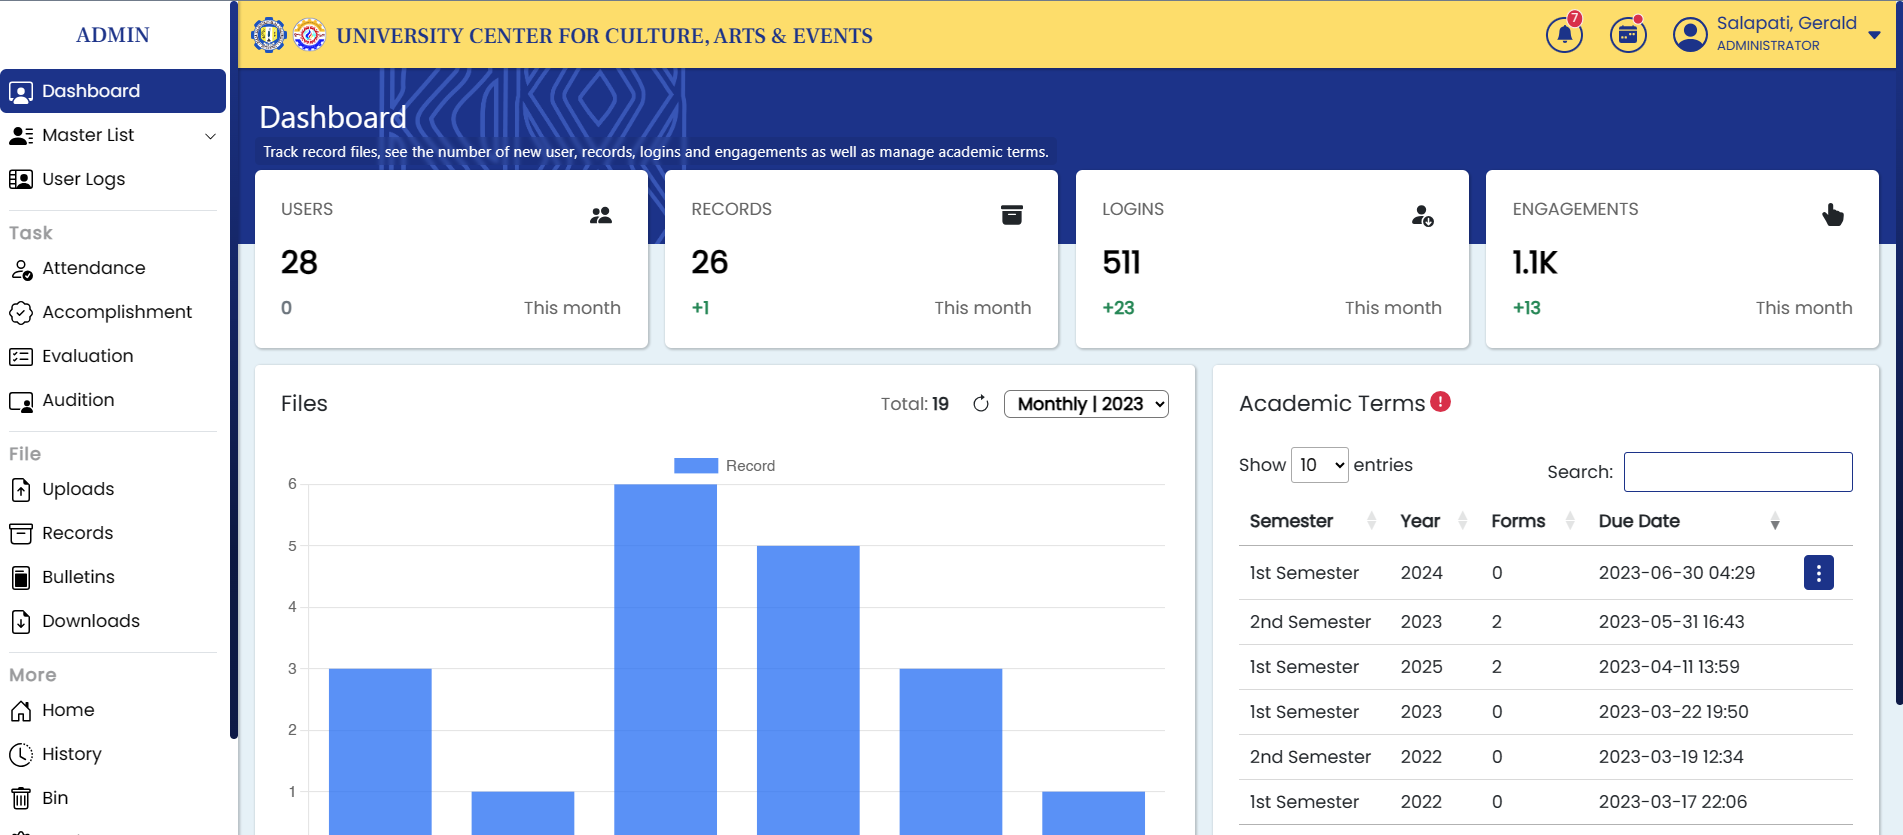 ADMIN
Dashboard
Master List
User Logs
Task
Attendance
Accomplishment
Evaluation
Audition
File
Uploads
Records
Bulletins
Downloads
More
Home
History
Bin
UNIVERSITY CENTER FOR CULTURE, ARTS & EVENTS
7
Salapati, Gerald
ADMINISTRATOR
Dashboard
Track record files, see the number of new user, records, logins and engagements as well as manage academic terms.
USERS
28
0 This month
RECORDS
26
+1 This month
LOGINS
511
+23 This month
ENGAGEMENTS
1.1K
+13 This month
Files
Total: 19
Monthly | 2023
Record
6
5
4
3
2
1
Academic Terms !
Show 10 entries
Search:
Semester Year Forms Due Date
1st Semester 2024 0 2023-06-30 04:29
2nd Semester 2023 2 2023-05-31 16:43
1st Semester 2025 2 2023-04-11 13:59
1st Semester 2023 0 2023-03-22 19:50
2nd Semester 2022 0 2023-03-19 12:34
1st Semester 2022 0 2023-03-17 22:06